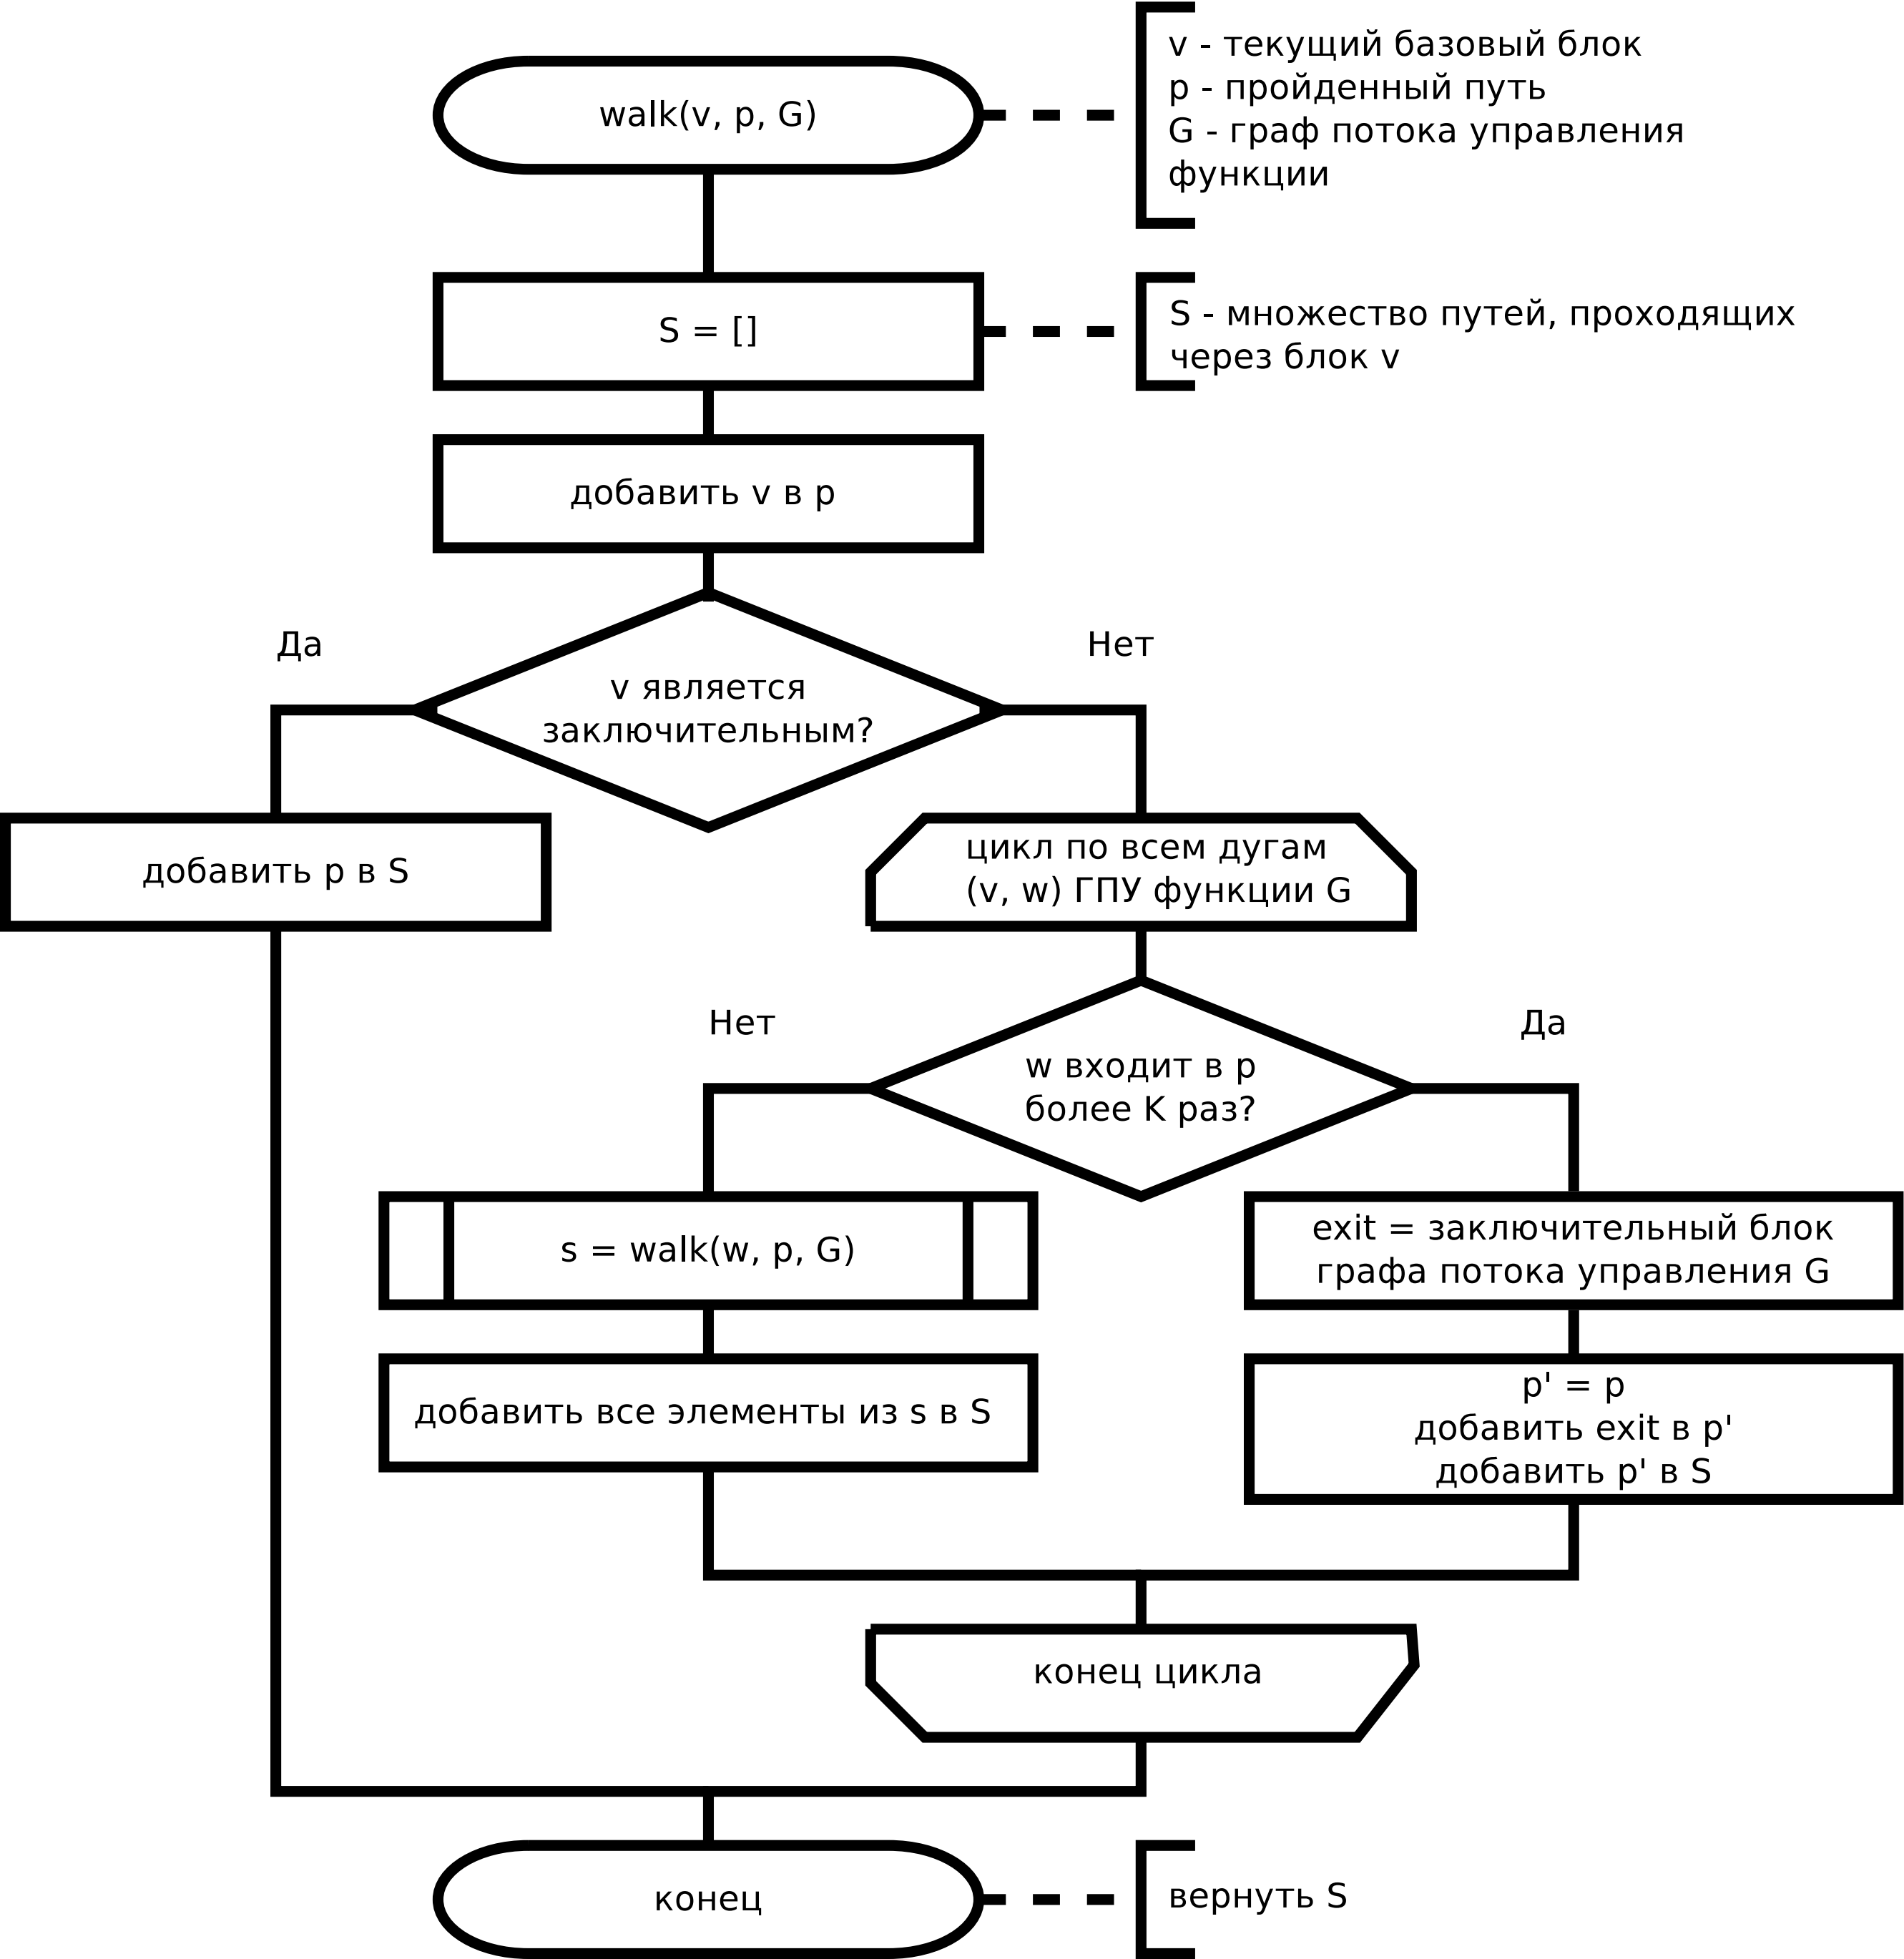 walk(v, p, G)
v - текущий базовый блок
p - пройденный путь
G - граф потока управления
функции
S = []
S - множество путей, проходящих
через блок v
добавить v в p
Да
Нет
v является
заключительным?
добавить p в S
цикл по всем дугам
(v, w) ГПУ функции G
Нет
Да
w входит в p
более K раз?
s = walk(w, p, G)
exit = заключительный блок
графа потока управления G
добавить все элементы из s в S
p' = p
добавить exit в p'
добавить p' в S
конец цикла
конец
вернуть S